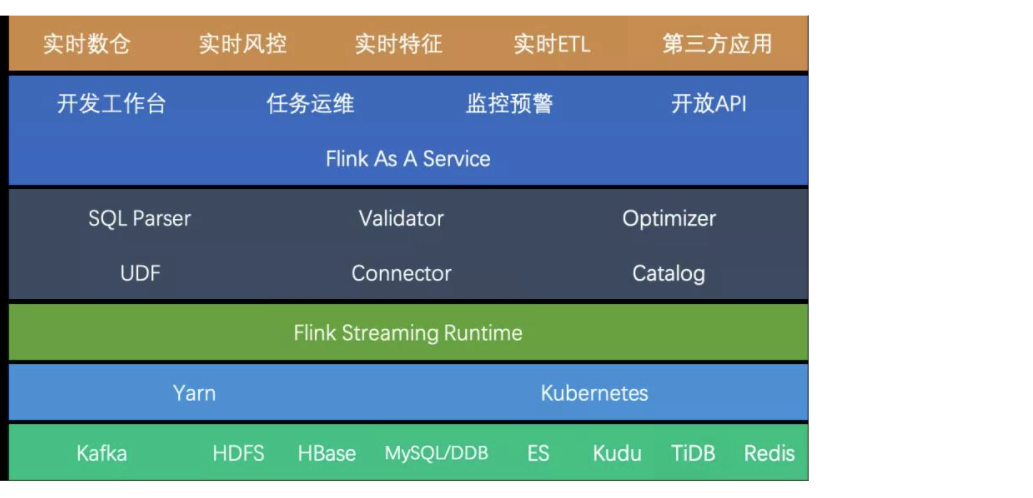 实时数仓 实时风控 实时特征 实时ETL 第三方应用
开发工作台 任务运维 监控预警 开放API
Flink As A Service
SQL Parser Validator Optimizer
UDF Connector Catalog
Flink Streaming Runtime
Yarn Kubernetes
Kafka HDFS HBase MySQL/DDB ES Kudu TiDB Redis